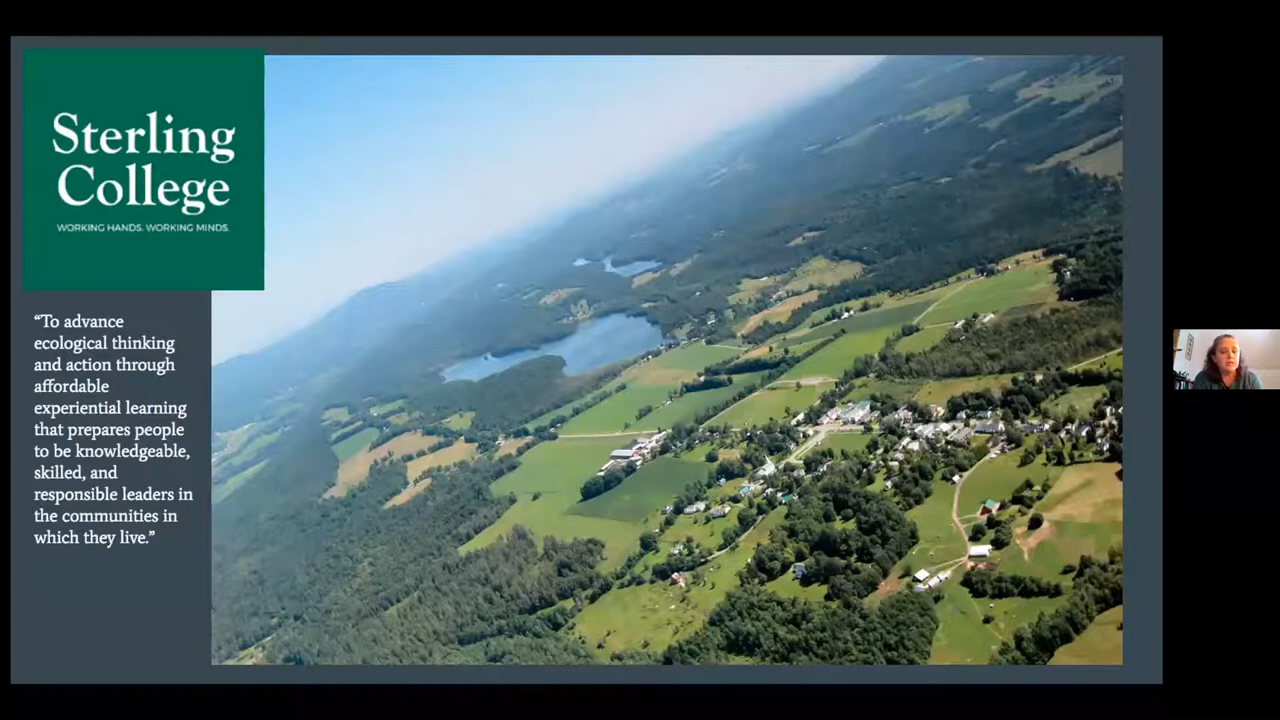 Sterling
College
WORKING HANDS. WORKING MINDS.
“To advance
ecological thinking
and action through
affordable
experiential learning
that prepares people
to be knowledgeable,
skilled, and
responsible leaders in
the communities in
which they live.”